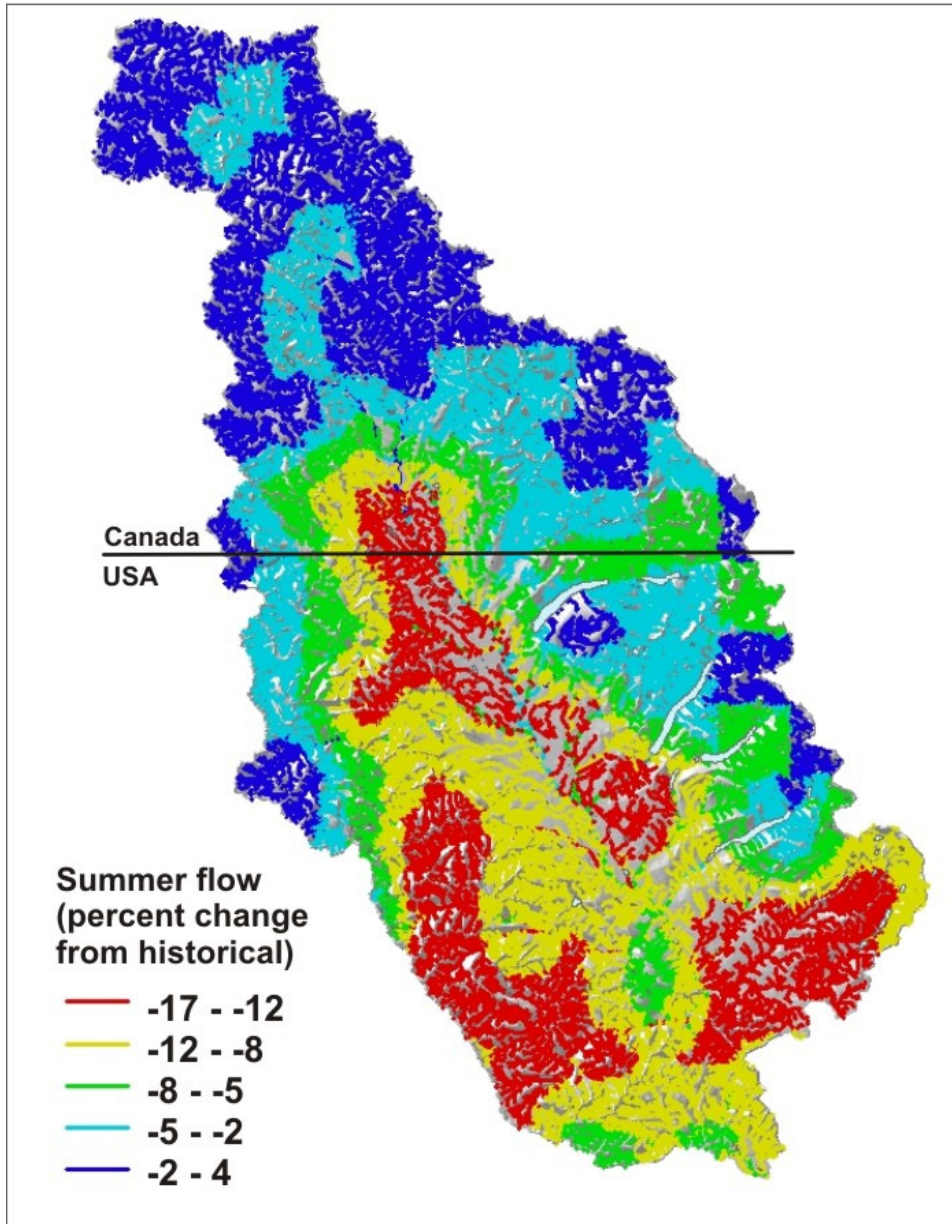 Canada
USA
Summer flow
(percent change
from historical)
-17 - -12
-12 - -8
-8 - -5
-5 - -2
-2 - 4